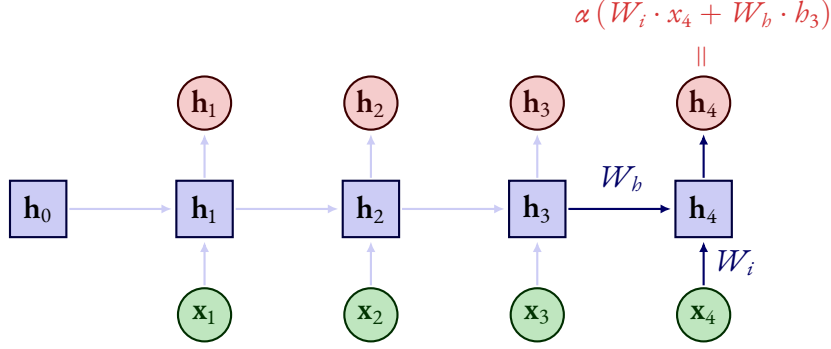 α (W_i · x_4 + W_h · h_3)
=
h_1 h_2 h_3 h_4
W_h
h_0 h_1 h_2 h_3 h_4
W_i
x_1 x_2 x_3 x_4